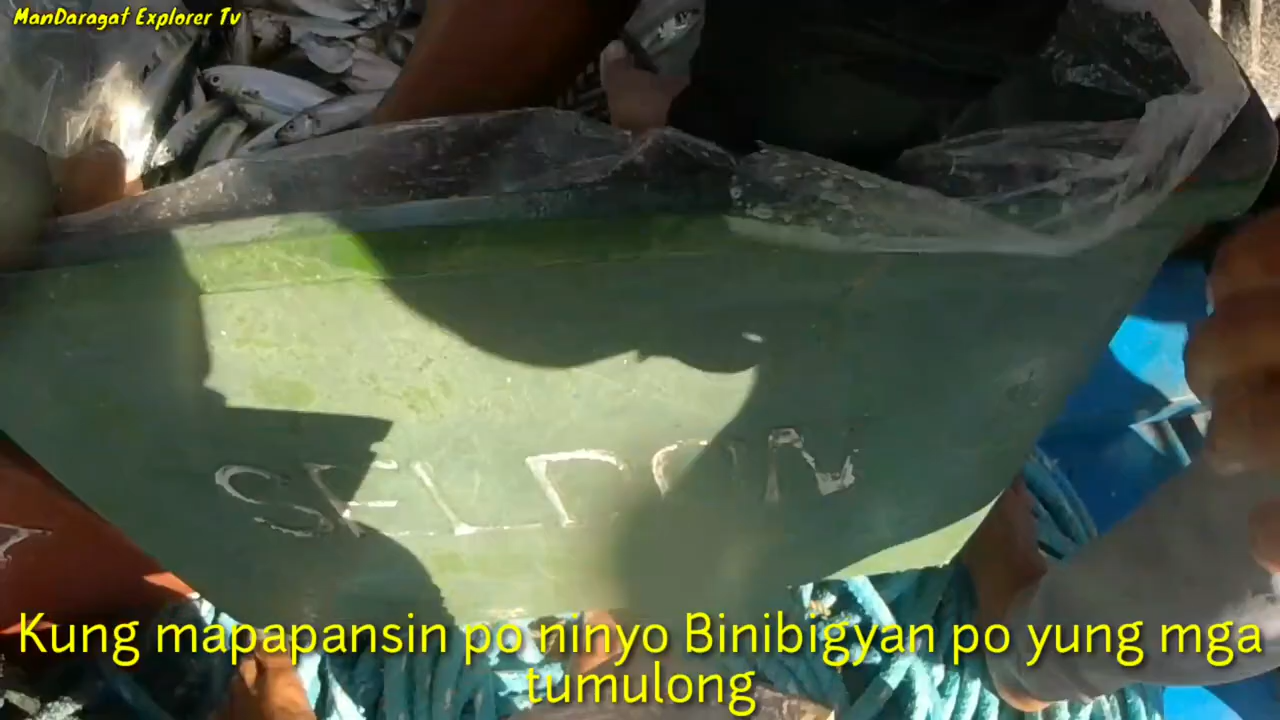 ManDaragat Explorer Tv
Kung mapapansin po ninyo Binibigyan po yung mga
tumulong